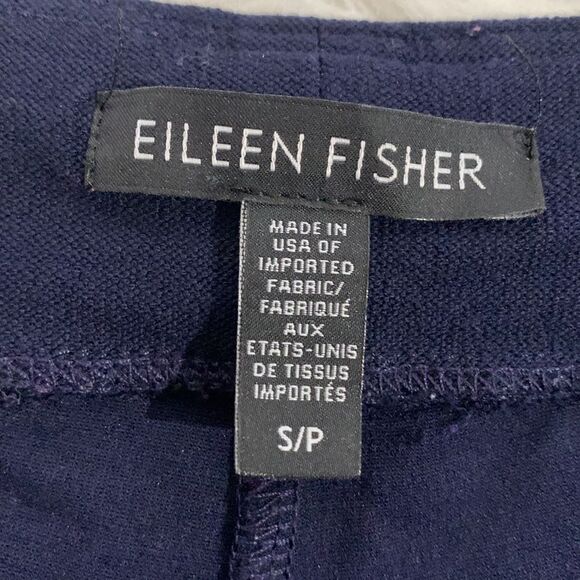 EILEEN FISHER
MADE IN
USA OF
IMPORTED
FABRIC/
FABRIQUÉ
AUX
ETATS-UNIS
DE TISSUS
IMPORTÉS
S/P